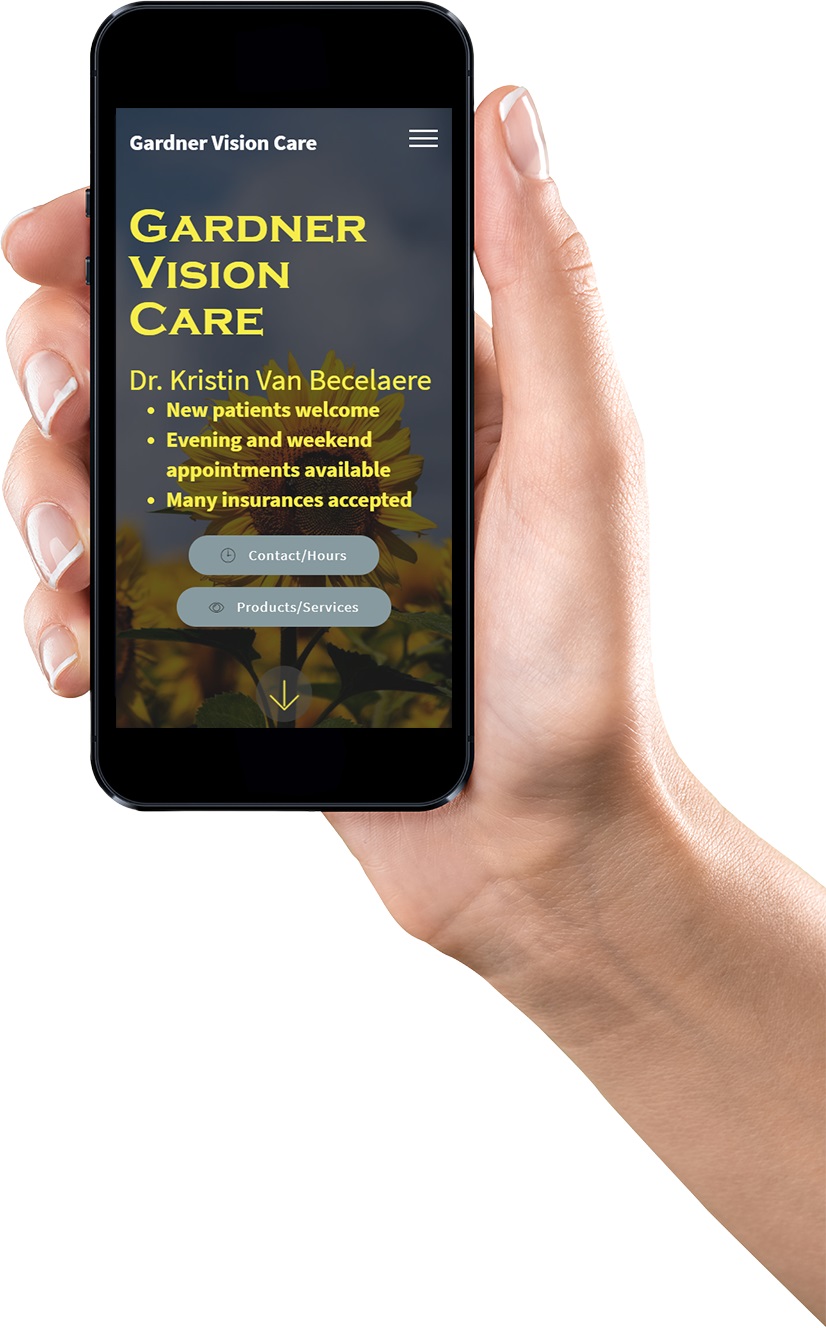 Gardner Vision Care
Gardner
Vision
Care
Dr. Kristin Van Becelaere
• New patients welcome
• Evening and weekend
appointments available
• Many insurances accepted
Contact/Hours
Products/Services